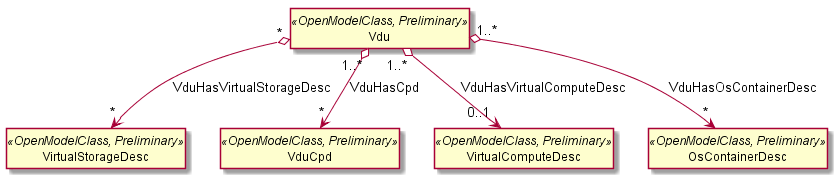 «OpenModelClass, Preliminary»
Vdu
*
1..*
1..*
1..*
VduHasVirtualStorageDesc
VduHasCpd
VduHasVirtualComputeDesc
VduHasOsContainerDesc
*
*
0..1
*
«OpenModelClass, Preliminary»
VirtualStorageDesc
«OpenModelClass, Preliminary»
VduCpd
«OpenModelClass, Preliminary»
VirtualComputeDesc
«OpenModelClass, Preliminary»
OsContainerDesc